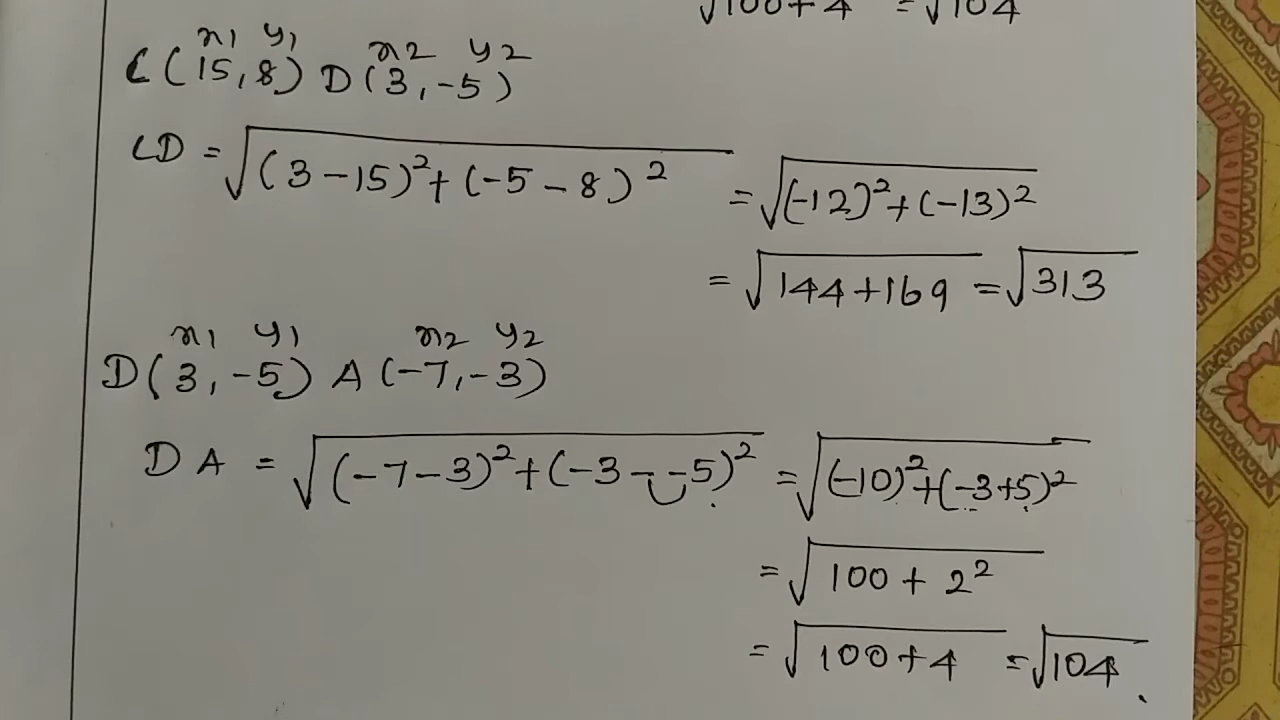 √100+4 = √104
x1 y1 x2 y2
C(15,8) D(3,-5)
CD = √(3-15)²+(-5-8)² = √(-12)²+(-13)²
= √144+169 = √313
x1 y1 x2 y2
D(3,-5) A(-7,-3)
DA = √(-7-3)²+(-3--5)² = √(-10)²+(-3+5)²
= √100+2²
= √100+4 = √104.